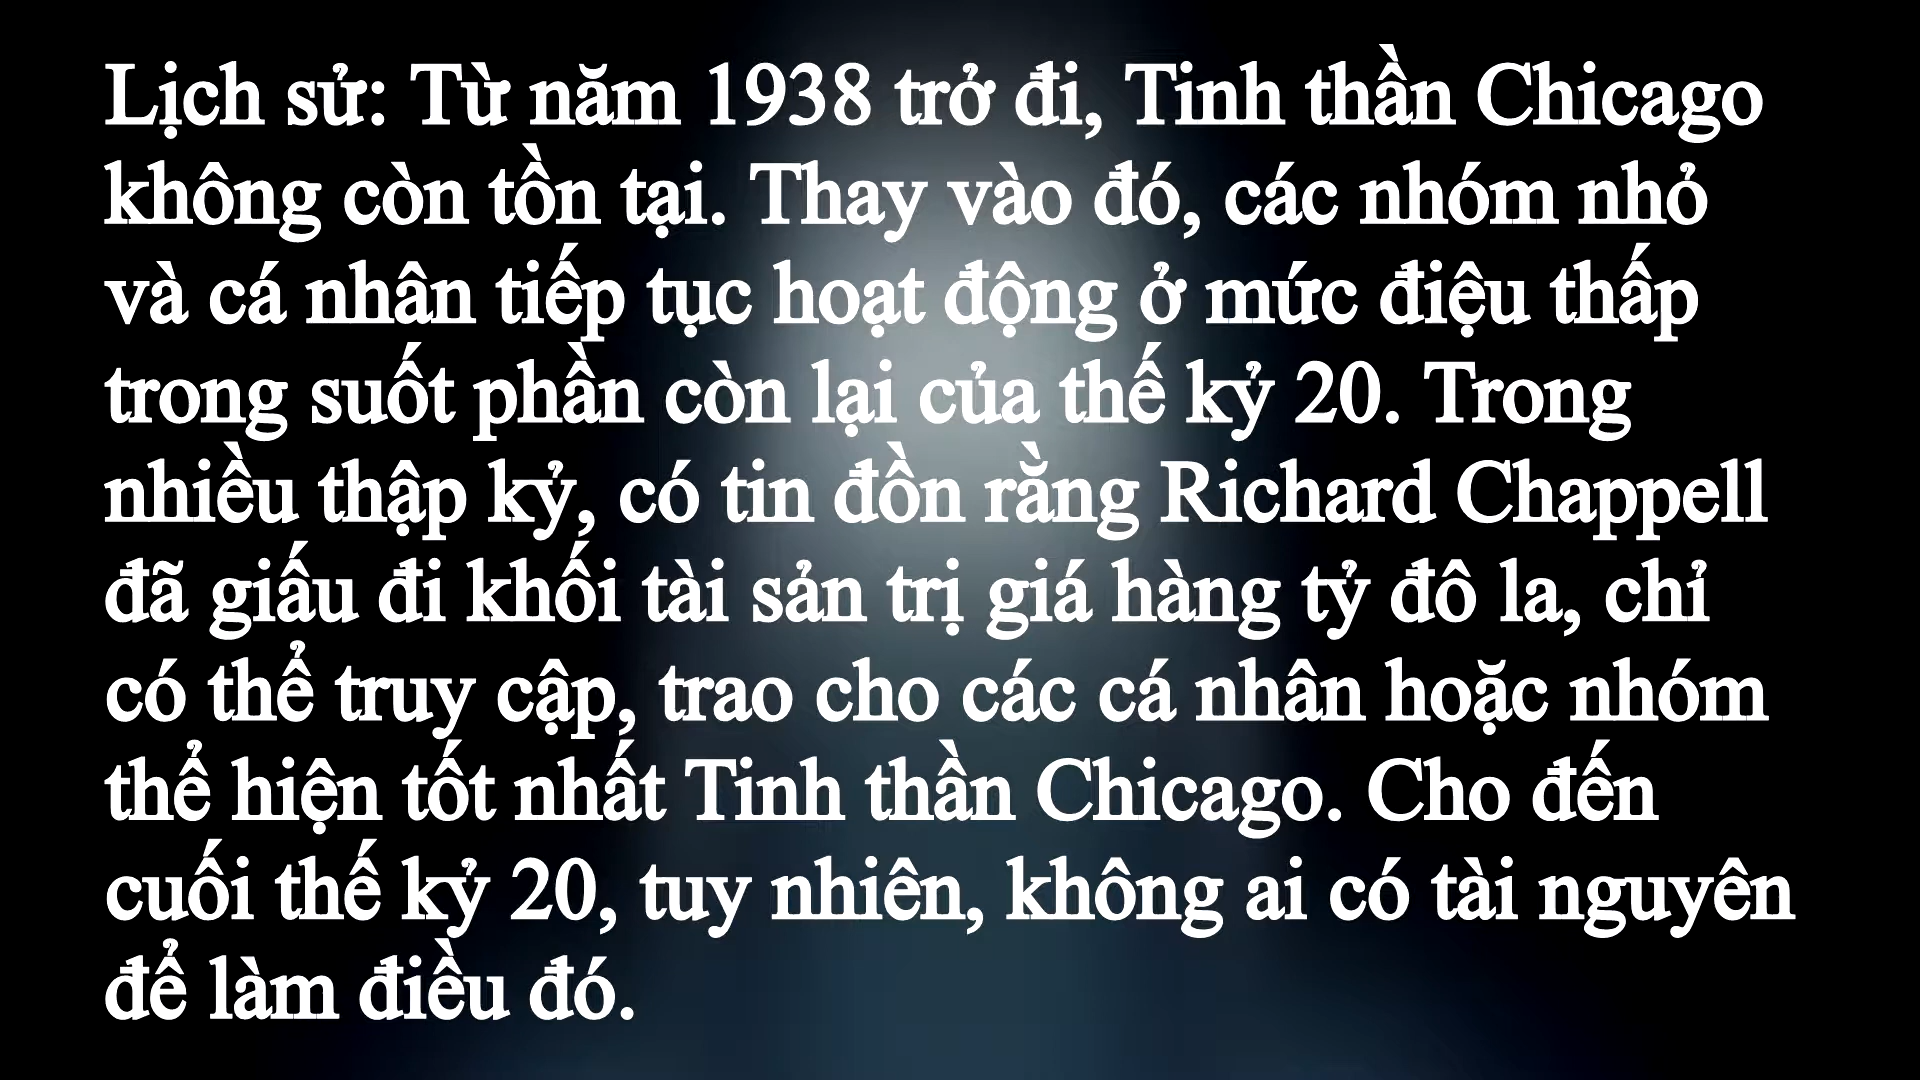 Lịch sử: Từ năm 1938 trở đi, Tinh thần Chicago
không còn tồn tại. Thay vào đó, các nhóm nhỏ
và cá nhân tiếp tục hoạt động ở mức điệu thấp
trong suốt phần còn lại của thế kỷ 20. Trong
nhiều thập kỷ, có tin đồn rằng Richard Chappell
đã giấu đi khối tài sản trị giá hàng tỷ đô la, chỉ
có thể truy cập, trao cho các cá nhân hoặc nhóm
thể hiện tốt nhất Tinh thần Chicago. Cho đến
cuối thế kỷ 20, tuy nhiên, không ai có tài nguyên
để làm điều đó.